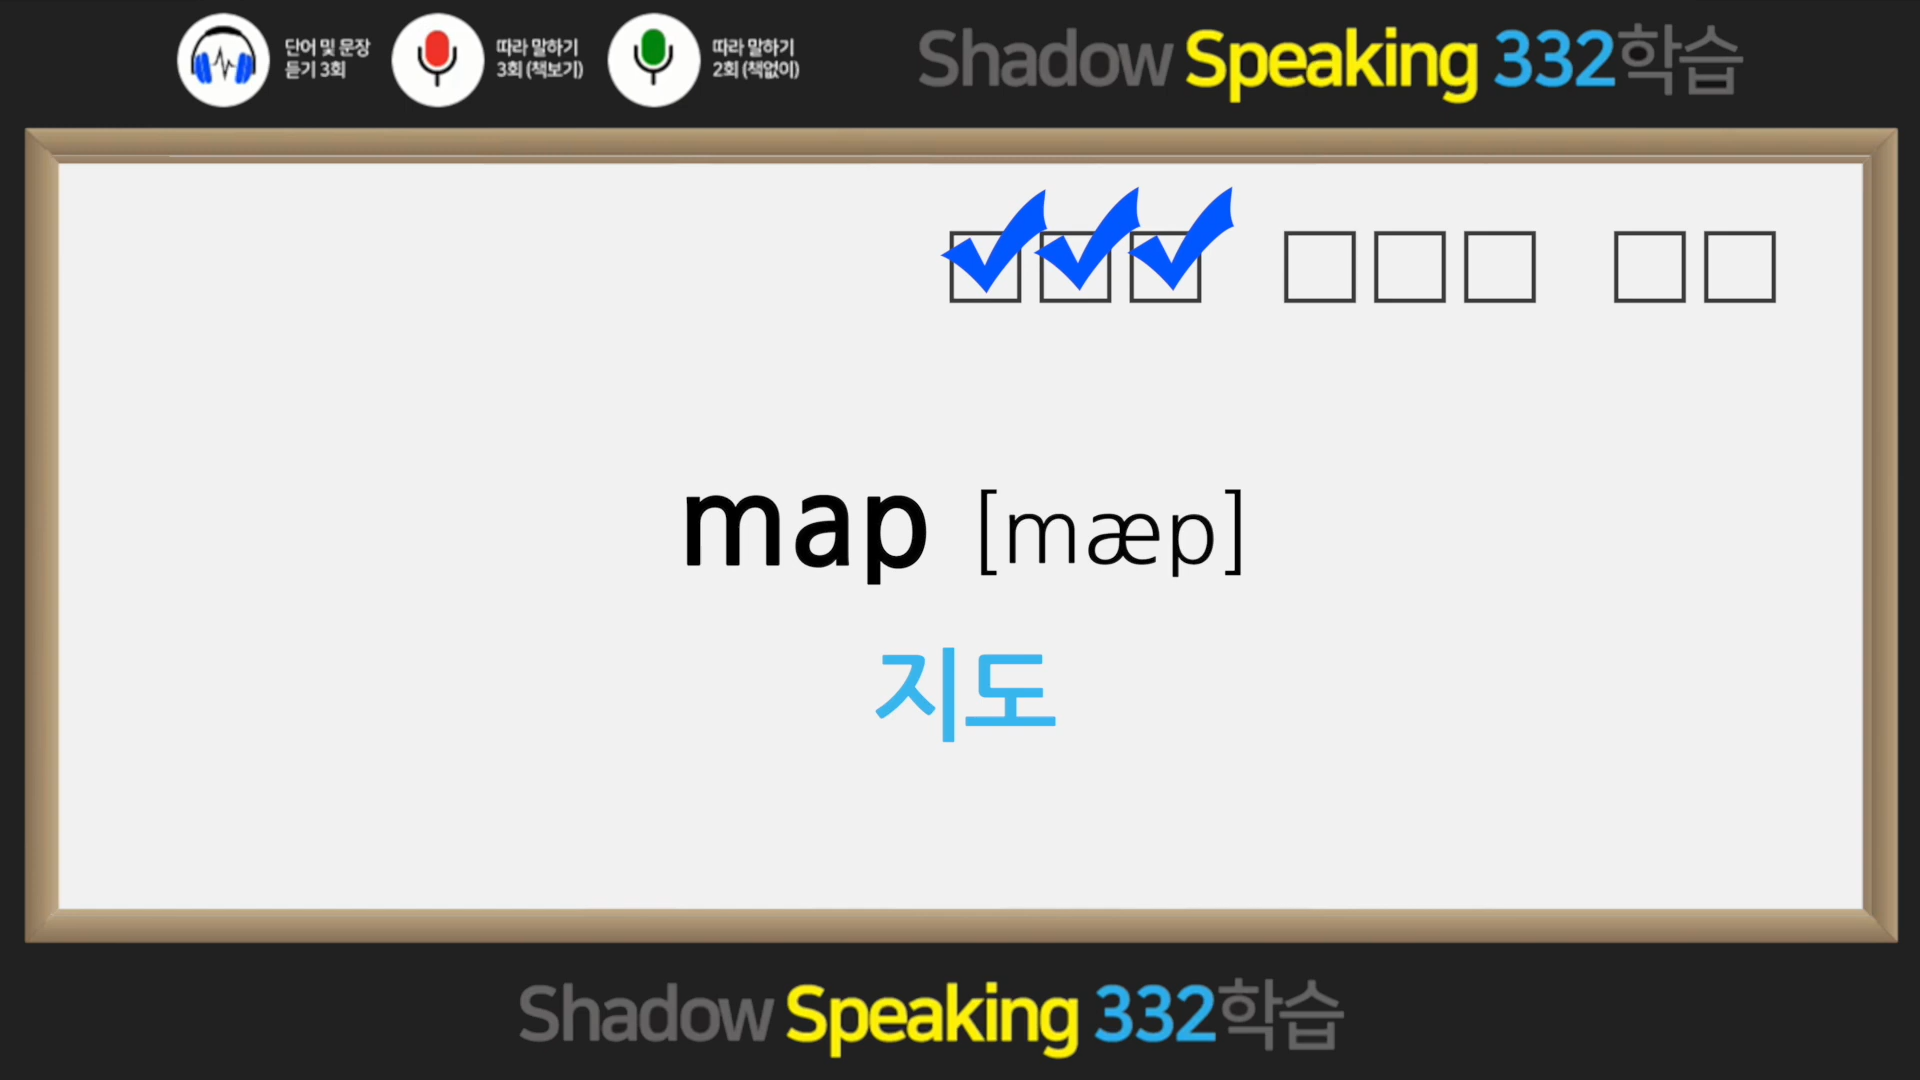 단어 및 문장
듣기 3회
따라 말하기
3회 (책보기)
따라 말하기
2회 (책없이)
Shadow Speaking 332학습
map [mæp]
지도
Shadow Speaking 332학습